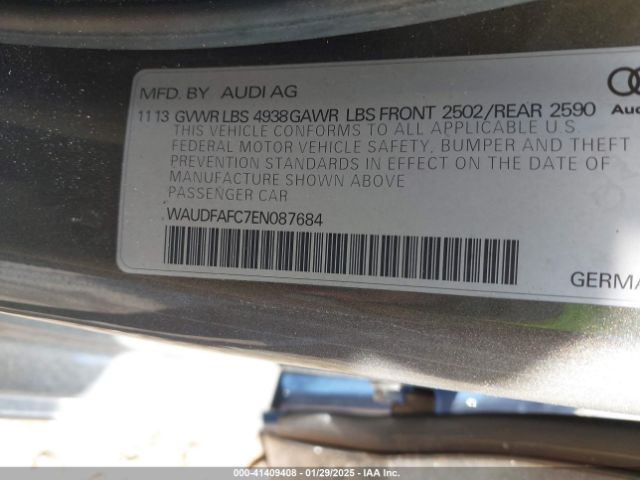 MFD. BY AUDI AG
11 13 GVWR LBS 4938 GAWR LBS FRONT 2502/REAR 2590
THIS VEHICLE CONFORMS TO ALL APPLICABLE U.S.
FEDERAL MOTOR VEHICLE SAFETY, BUMPER AND THEFT
PREVENTION STANDARDS IN EFFECT ON THE DATE OF
MANUFACTURE SHOWN ABOVE
PASSENGER CAR
WAUDFAFC7EN087684
000-41409408 - 01/29/2025 - IAA Inc.